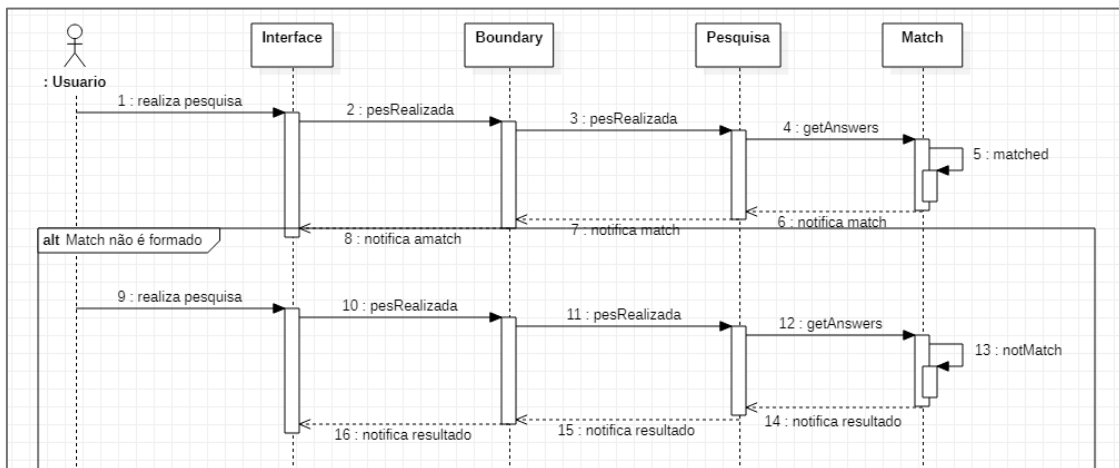 Interface
Boundary
Pesquisa
Match
: Usuario
1 : realiza pesquisa
2 : pesRealizada
3 : pesRealizada
4 : getAnswers
5 : matched
6 : notifica match
7 : notifica match
8 : notifica amatch
alt Match não é formado
9 : realiza pesquisa
10 : pesRealizada
11 : pesRealizada
12 : getAnswers
13 : notMatch
14 : notifica resultado
15 : notifica resultado
16 : notifica resultado